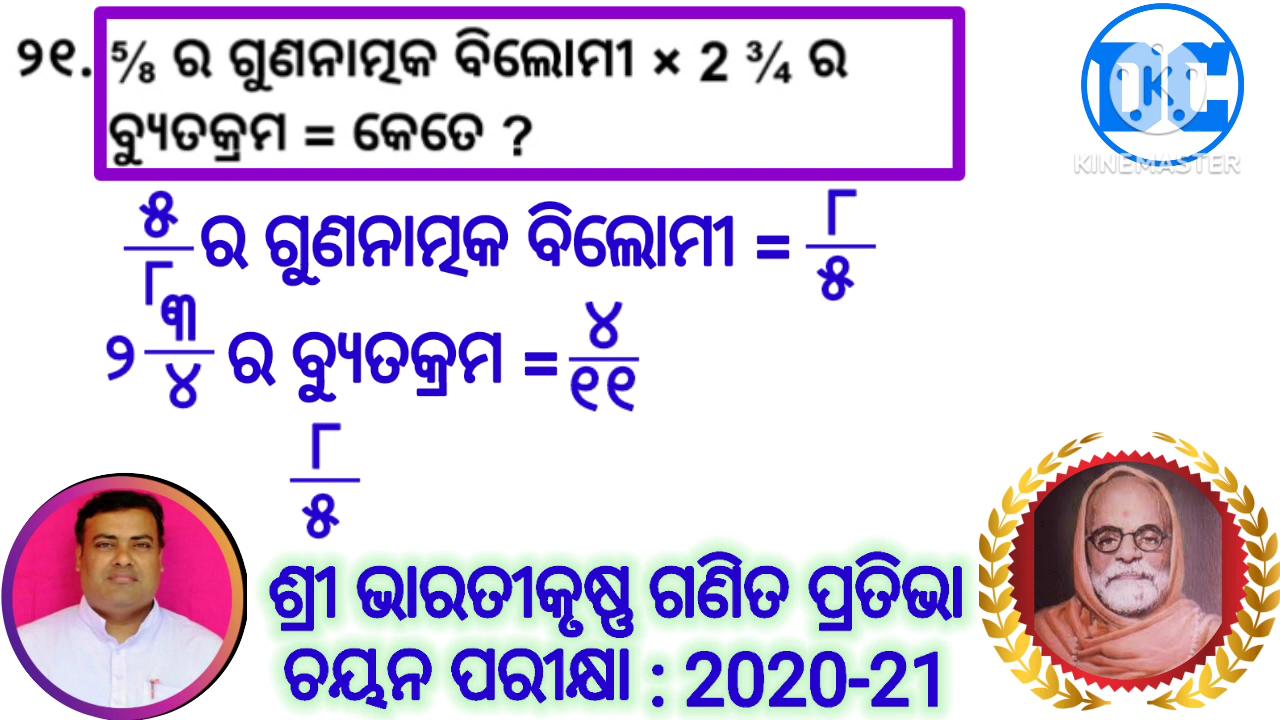 ୨୧. ⁵⁄₈ ର ଗୁଣନାତ୍ମକ ବିଲୋମୀ × 2 ³⁄₄ ର
ବ୍ୟୁତକ୍ରମ = କେତେ ?
୫/୮ ର ଗୁଣନାତ୍ମକ ବିଲୋମୀ = ୮/୫
୨ ୩/୪ ର ବ୍ୟୁତକ୍ରମ = ୪/୧୧
୮/୫
ଶ୍ରୀ ଭାରତୀକୃଷ୍ଣ ଗଣିତ ପ୍ରତିଭା
ଚୟନ ପରୀକ୍ଷା : 2020-21
KINEMASTER